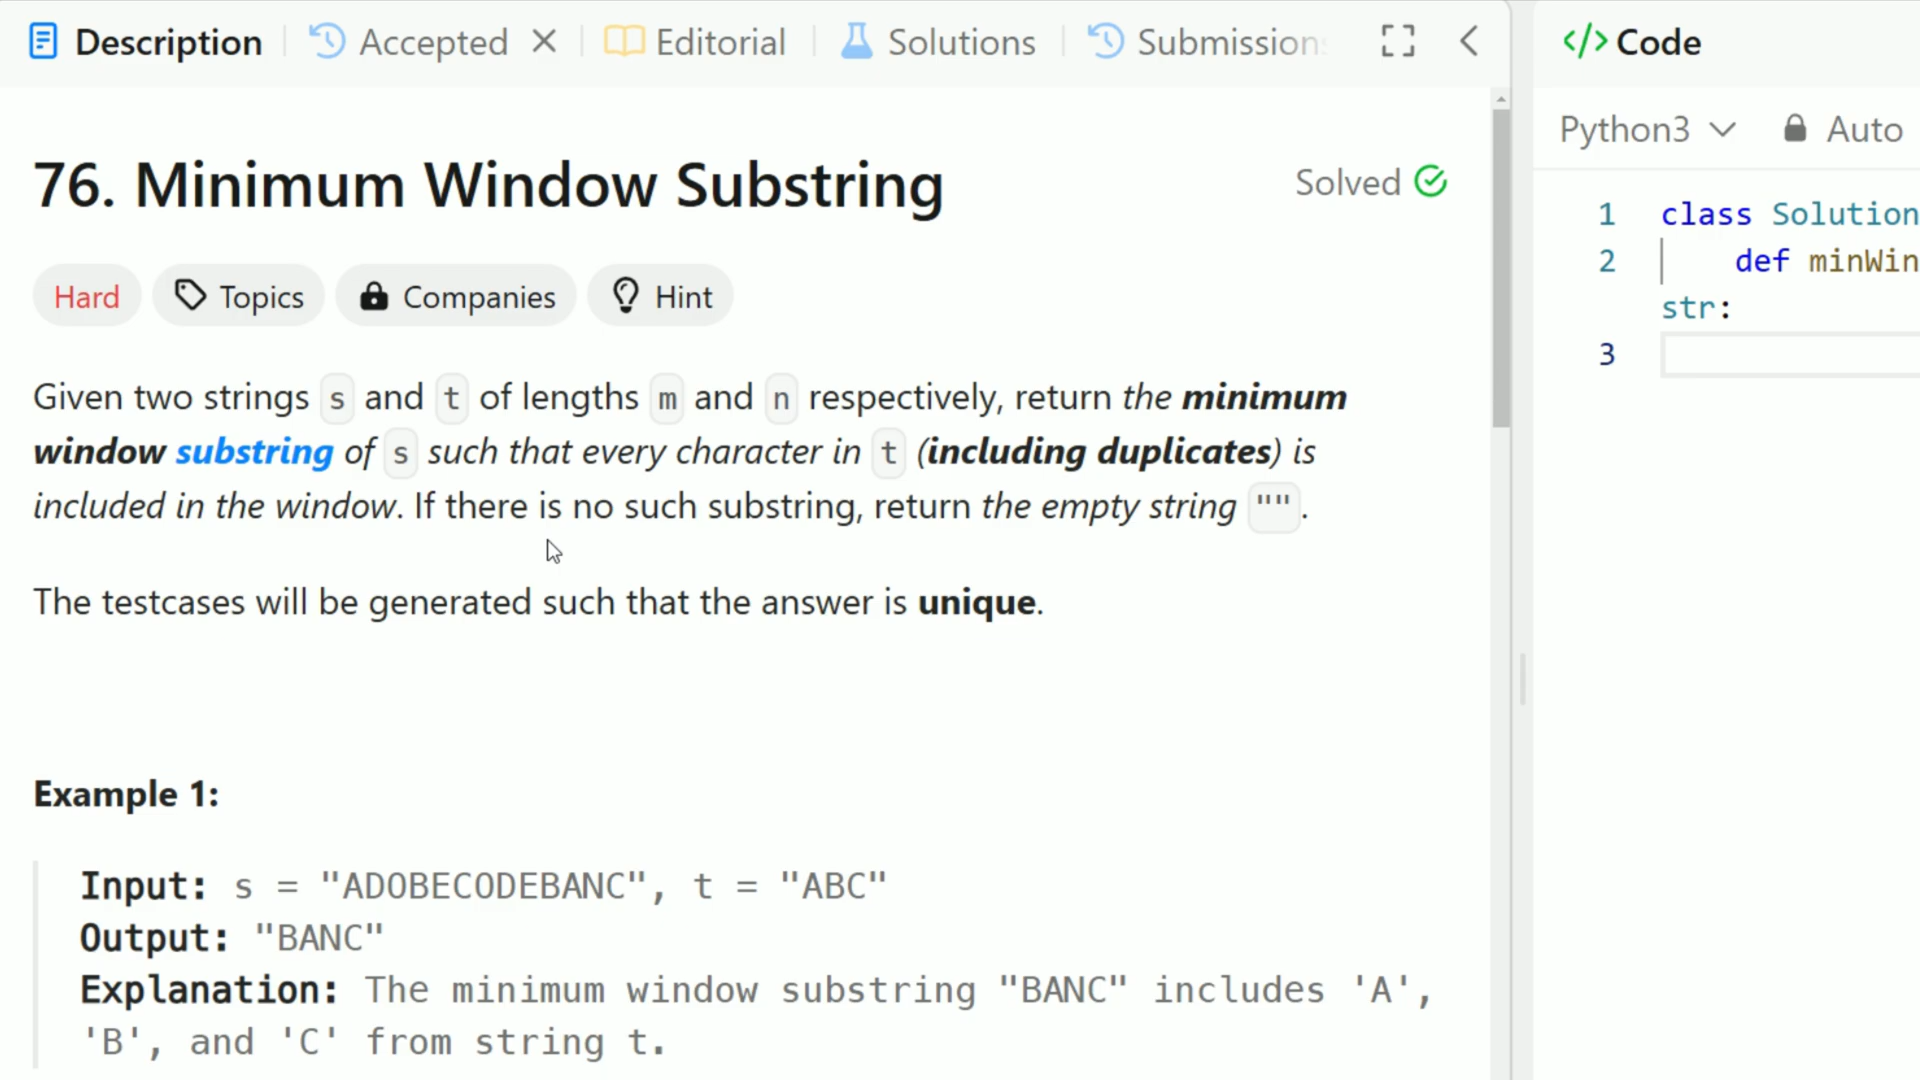 Description Accepted Editorial Solutions Submission
</> Code
Python3 Auto
76. Minimum Window Substring
Solved
Hard Topics Companies Hint
Given two strings s and t of lengths m and n respectively, return the minimum
window substring of s such that every character in t (including duplicates) is
included in the window. If there is no such substring, return the empty string "".
The testcases will be generated such that the answer is unique.
Example 1:
Input: s = "ADOBECODEBANC", t = "ABC"
Output: "BANC"
Explanation: The minimum window substring "BANC" includes 'A',
'B', and 'C' from string t.
1 class Solution
2 def minWin
str:
3